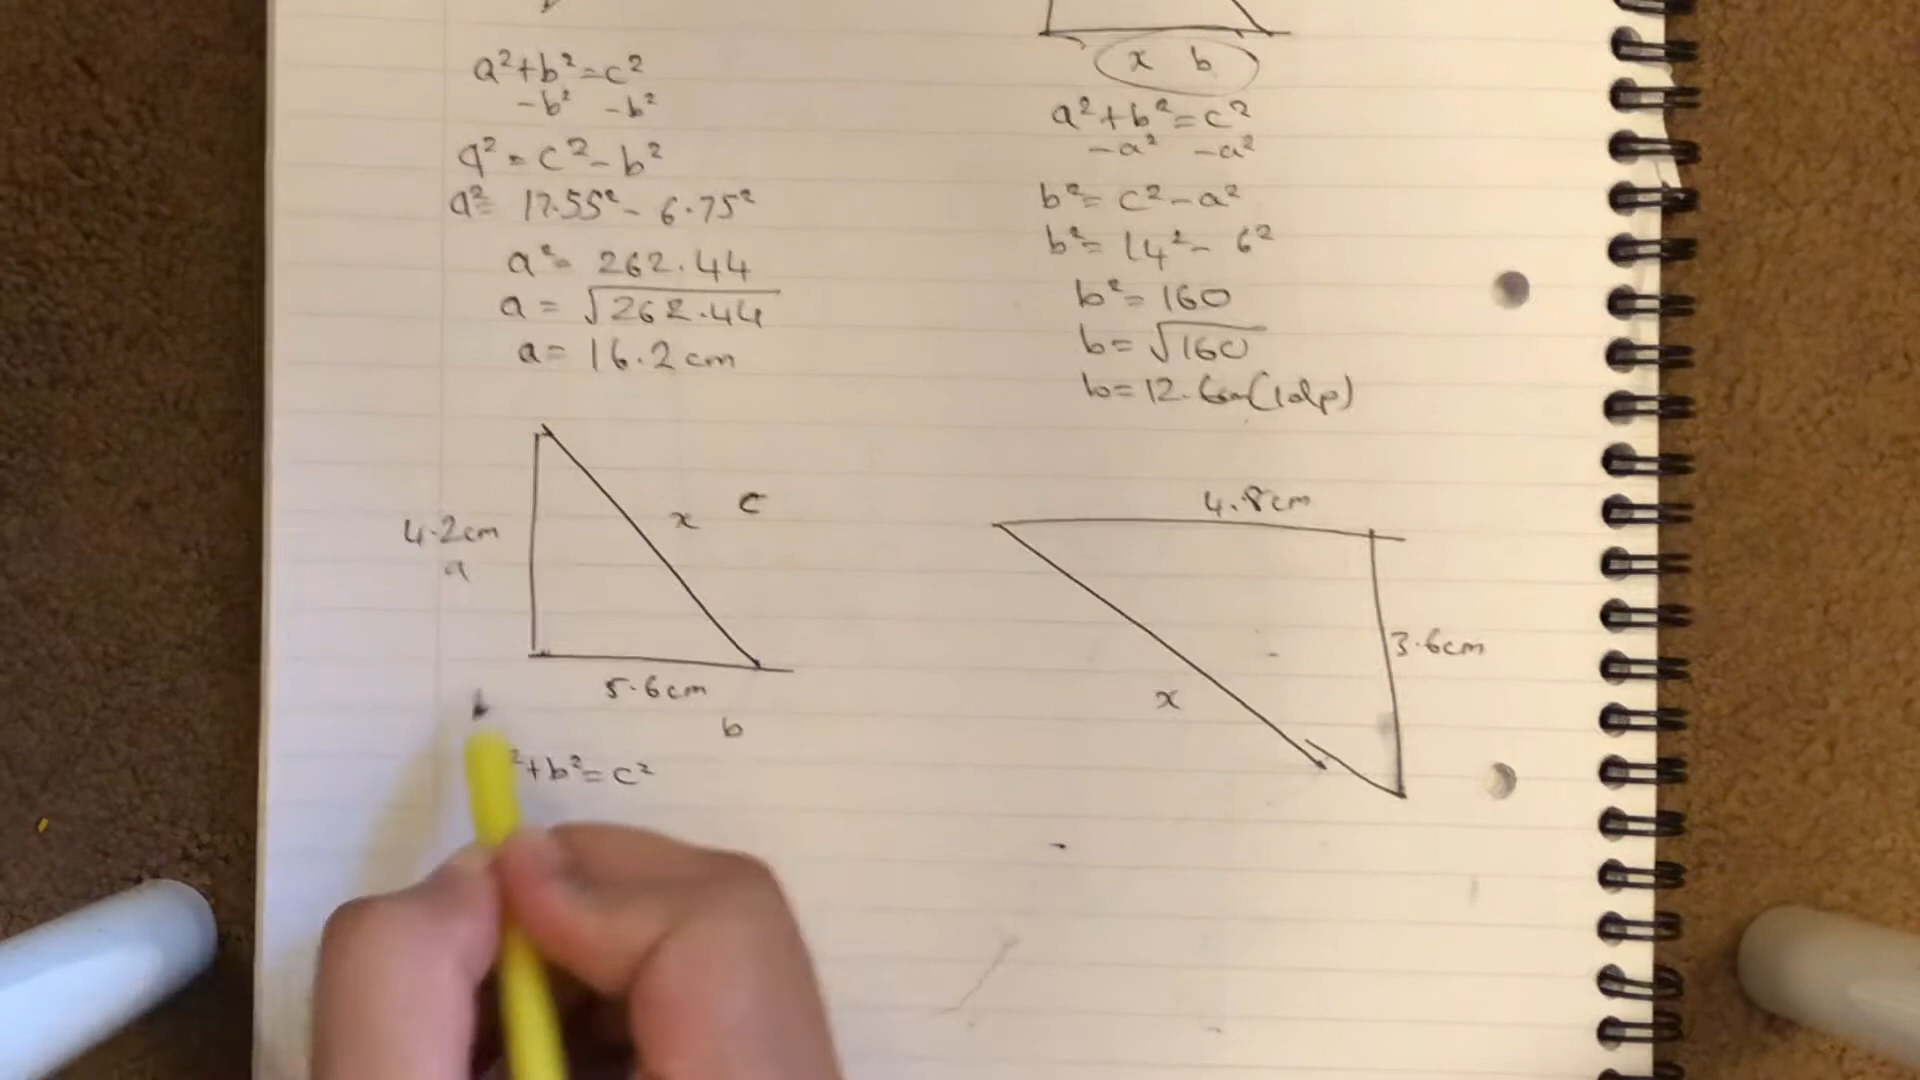 a²+b²=c²
-b² -b²
a²=c²-b²
a²= 17.55²- 6.75²
a²= 262.44
a= √262.44
a= 16.2cm
x b
a²+b²=c²
-a² -a²
b²= c²-a²
b²= 14²- 6²
b²= 160
b= √160
b= 12.6cm(1dp)
4.2cm
a
x
c
5.6cm
b
²+b²=c²
4.8cm
3.6cm
x